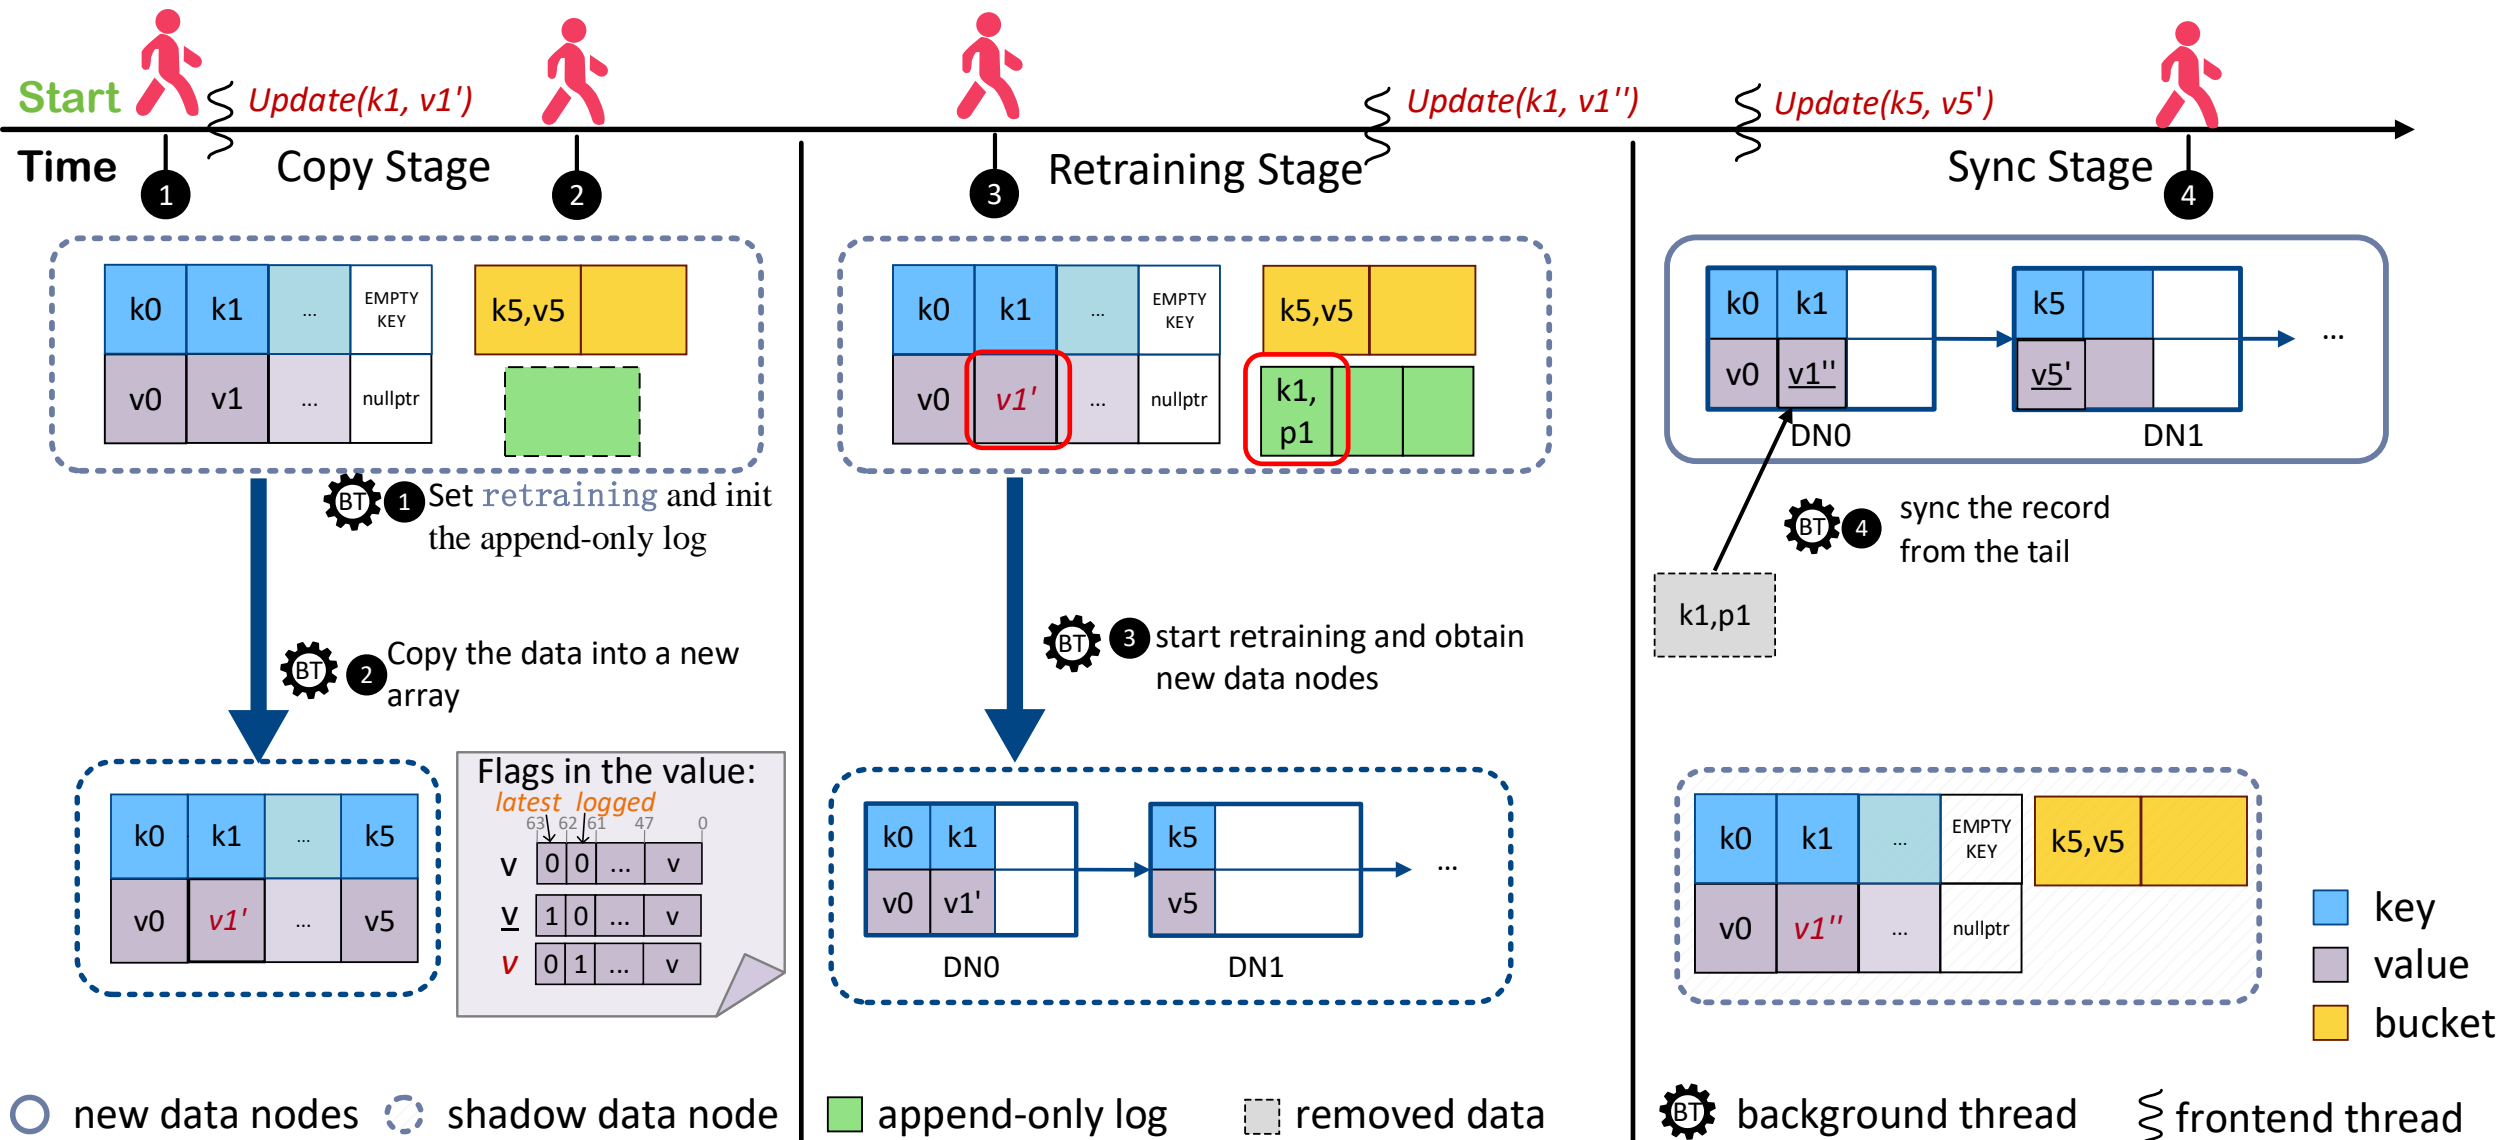 Start
Update(k1, v1')
Update(k1, v1'')
Update(k5, v5')
Time
1
Copy Stage
2
3
Retraining Stage
Sync Stage
4
k0 k1 ... EMPTY KEY
v0 v1 ... nullptr
k5,v5
BT 1 Set retraining and init
the append-only log
BT 2 Copy the data into a new
array
k0 k1 ... k5
v0 v1' ... v5
Flags in the value:
latest logged
63 62 61 47 0
v 0 0 ... v
v 1 0 ... v
v 0 1 ... v
k0 k1 ... EMPTY KEY
v0 v1' ... nullptr
k5,v5
k1,
p1
BT 3 start retraining and obtain
new data nodes
k0 k1
v0 v1'
DN0
k5
v5
DN1
...
k0 k1
v0 v1''
DN0
k5
v5'
DN1
...
BT 4 sync the record
from the tail
k1,p1
k0 k1 ... EMPTY KEY
v0 v1'' ... nullptr
k5,v5
key
value
bucket
new data nodes
shadow data node
append-only log
removed data
BT background thread
frontend thread